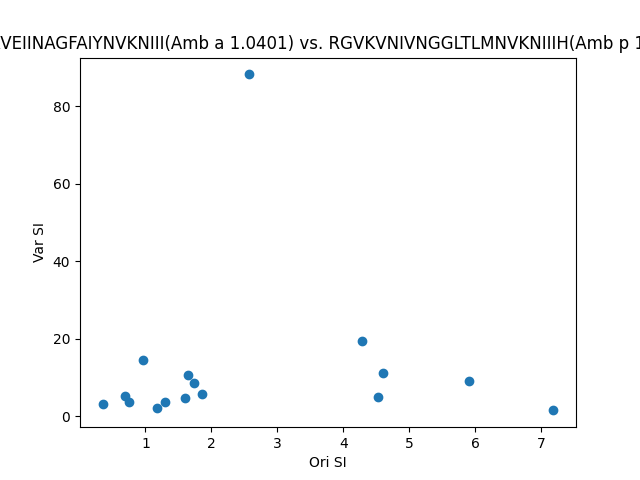 VEIINAGFAIYNVKNIII(Amb a 1.0401) vs. RGVKVNIVNGGLTLMNVKNIIIH(Amb p 1
80
60
40
20
0
Var SI
1 2 3 4 5 6 7
Ori SI